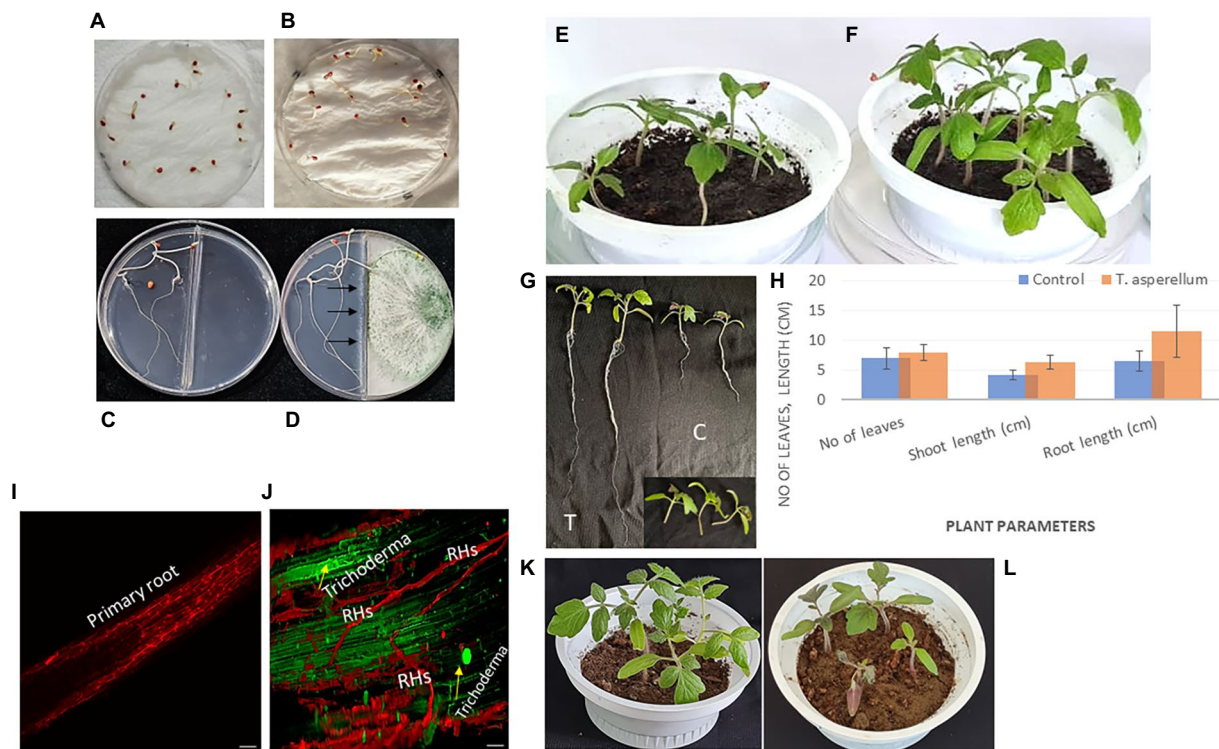 A
B
C
D
E
F
G
T
C
H
Control
T. asperellum
NO OF LEAVES, LENGTH (CM)
20
15
10
5
0
No of leaves
Shoot length (cm)
Root length (cm)
PLANT PARAMETERS
I
Primary root
J
Trichoderma
RHs
RHs
RHs
Trichoderma
K
L